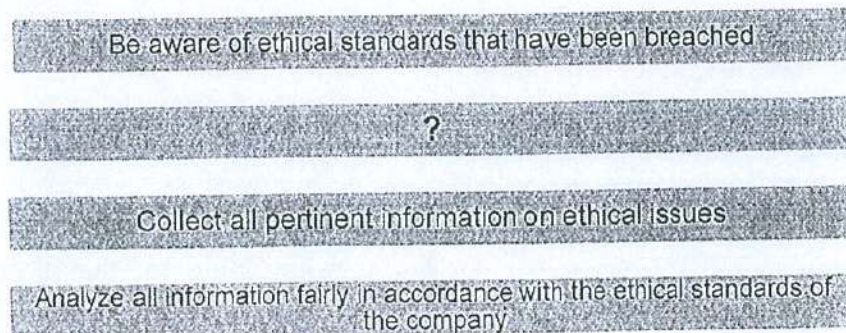 Be aware of ethical standards that have been breached
?
Collect all pertinent information on ethical issues
Analyze all information fairly in accordance with the ethical standards of
the company